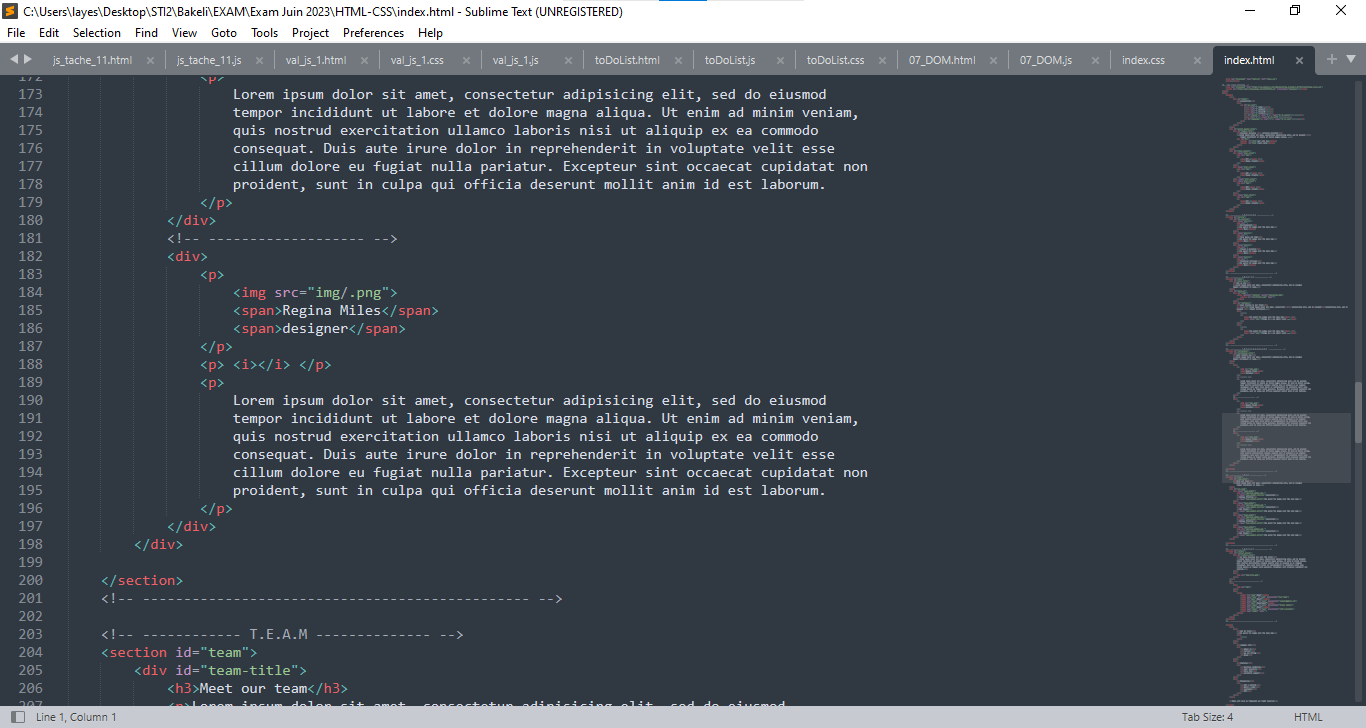 C:\Users\layes\Desktop\STI2\Bakeli\EXAM\Exam Juin 2023\HTML-CSS\index.html - Sublime Text (UNREGISTERED)
File Edit Selection Find View Goto Tools Project Preferences Help
js_tache_11.html js_tache_11.js val_js_1.html val_js_1.css val_js_1.js toDoList.html toDoList.js toDoList.css 07_DOM.html 07_DOM.js index.css index.html
172 <p>
173 Lorem ipsum dolor sit amet, consectetur adipisicing elit, sed do eiusmod
174 tempor incididunt ut labore et dolore magna aliqua. Ut enim ad minim veniam,
175 quis nostrud exercitation ullamco laboris nisi ut aliquip ex ea commodo
176 consequat. Duis aute irure dolor in reprehenderit in voluptate velit esse
177 cillum dolore eu fugiat nulla pariatur. Excepteur sint occaecat cupidatat non
178 proident, sunt in culpa qui officia deserunt mollit anim id est laborum.
179 </p>
180 </div>
181 <!-- ------------------- -->
182 <div>
183 <p>
184 <img src="img/.png">
185 <span>Regina Miles</span>
186 <span>designer</span>
187 </p>
188 <p> <i></i> </p>
189 <p>
190 Lorem ipsum dolor sit amet, consectetur adipisicing elit, sed do eiusmod
191 tempor incididunt ut labore et dolore magna aliqua. Ut enim ad minim veniam,
192 quis nostrud exercitation ullamco laboris nisi ut aliquip ex ea commodo
193 consequat. Duis aute irure dolor in reprehenderit in voluptate velit esse
194 cillum dolore eu fugiat nulla pariatur. Excepteur sint occaecat cupidatat non
195 proident, sunt in culpa qui officia deserunt mollit anim id est laborum.
196 </p>
197 </div>
198 </div>
199
200 </section>
201 <!-- ----------------------------------------------- -->
202
203 <!-- ------------ T.E.A.M -------------- -->
204 <section id="team">
205 <div id="team-title">
206 <h3>Meet our team</h3>
207 <p>Lorem ipsum dolor sit amet, consectetur adipisicing elit, sed do eiusmod
Line 1, Column 1 Tab Size: 4 HTML